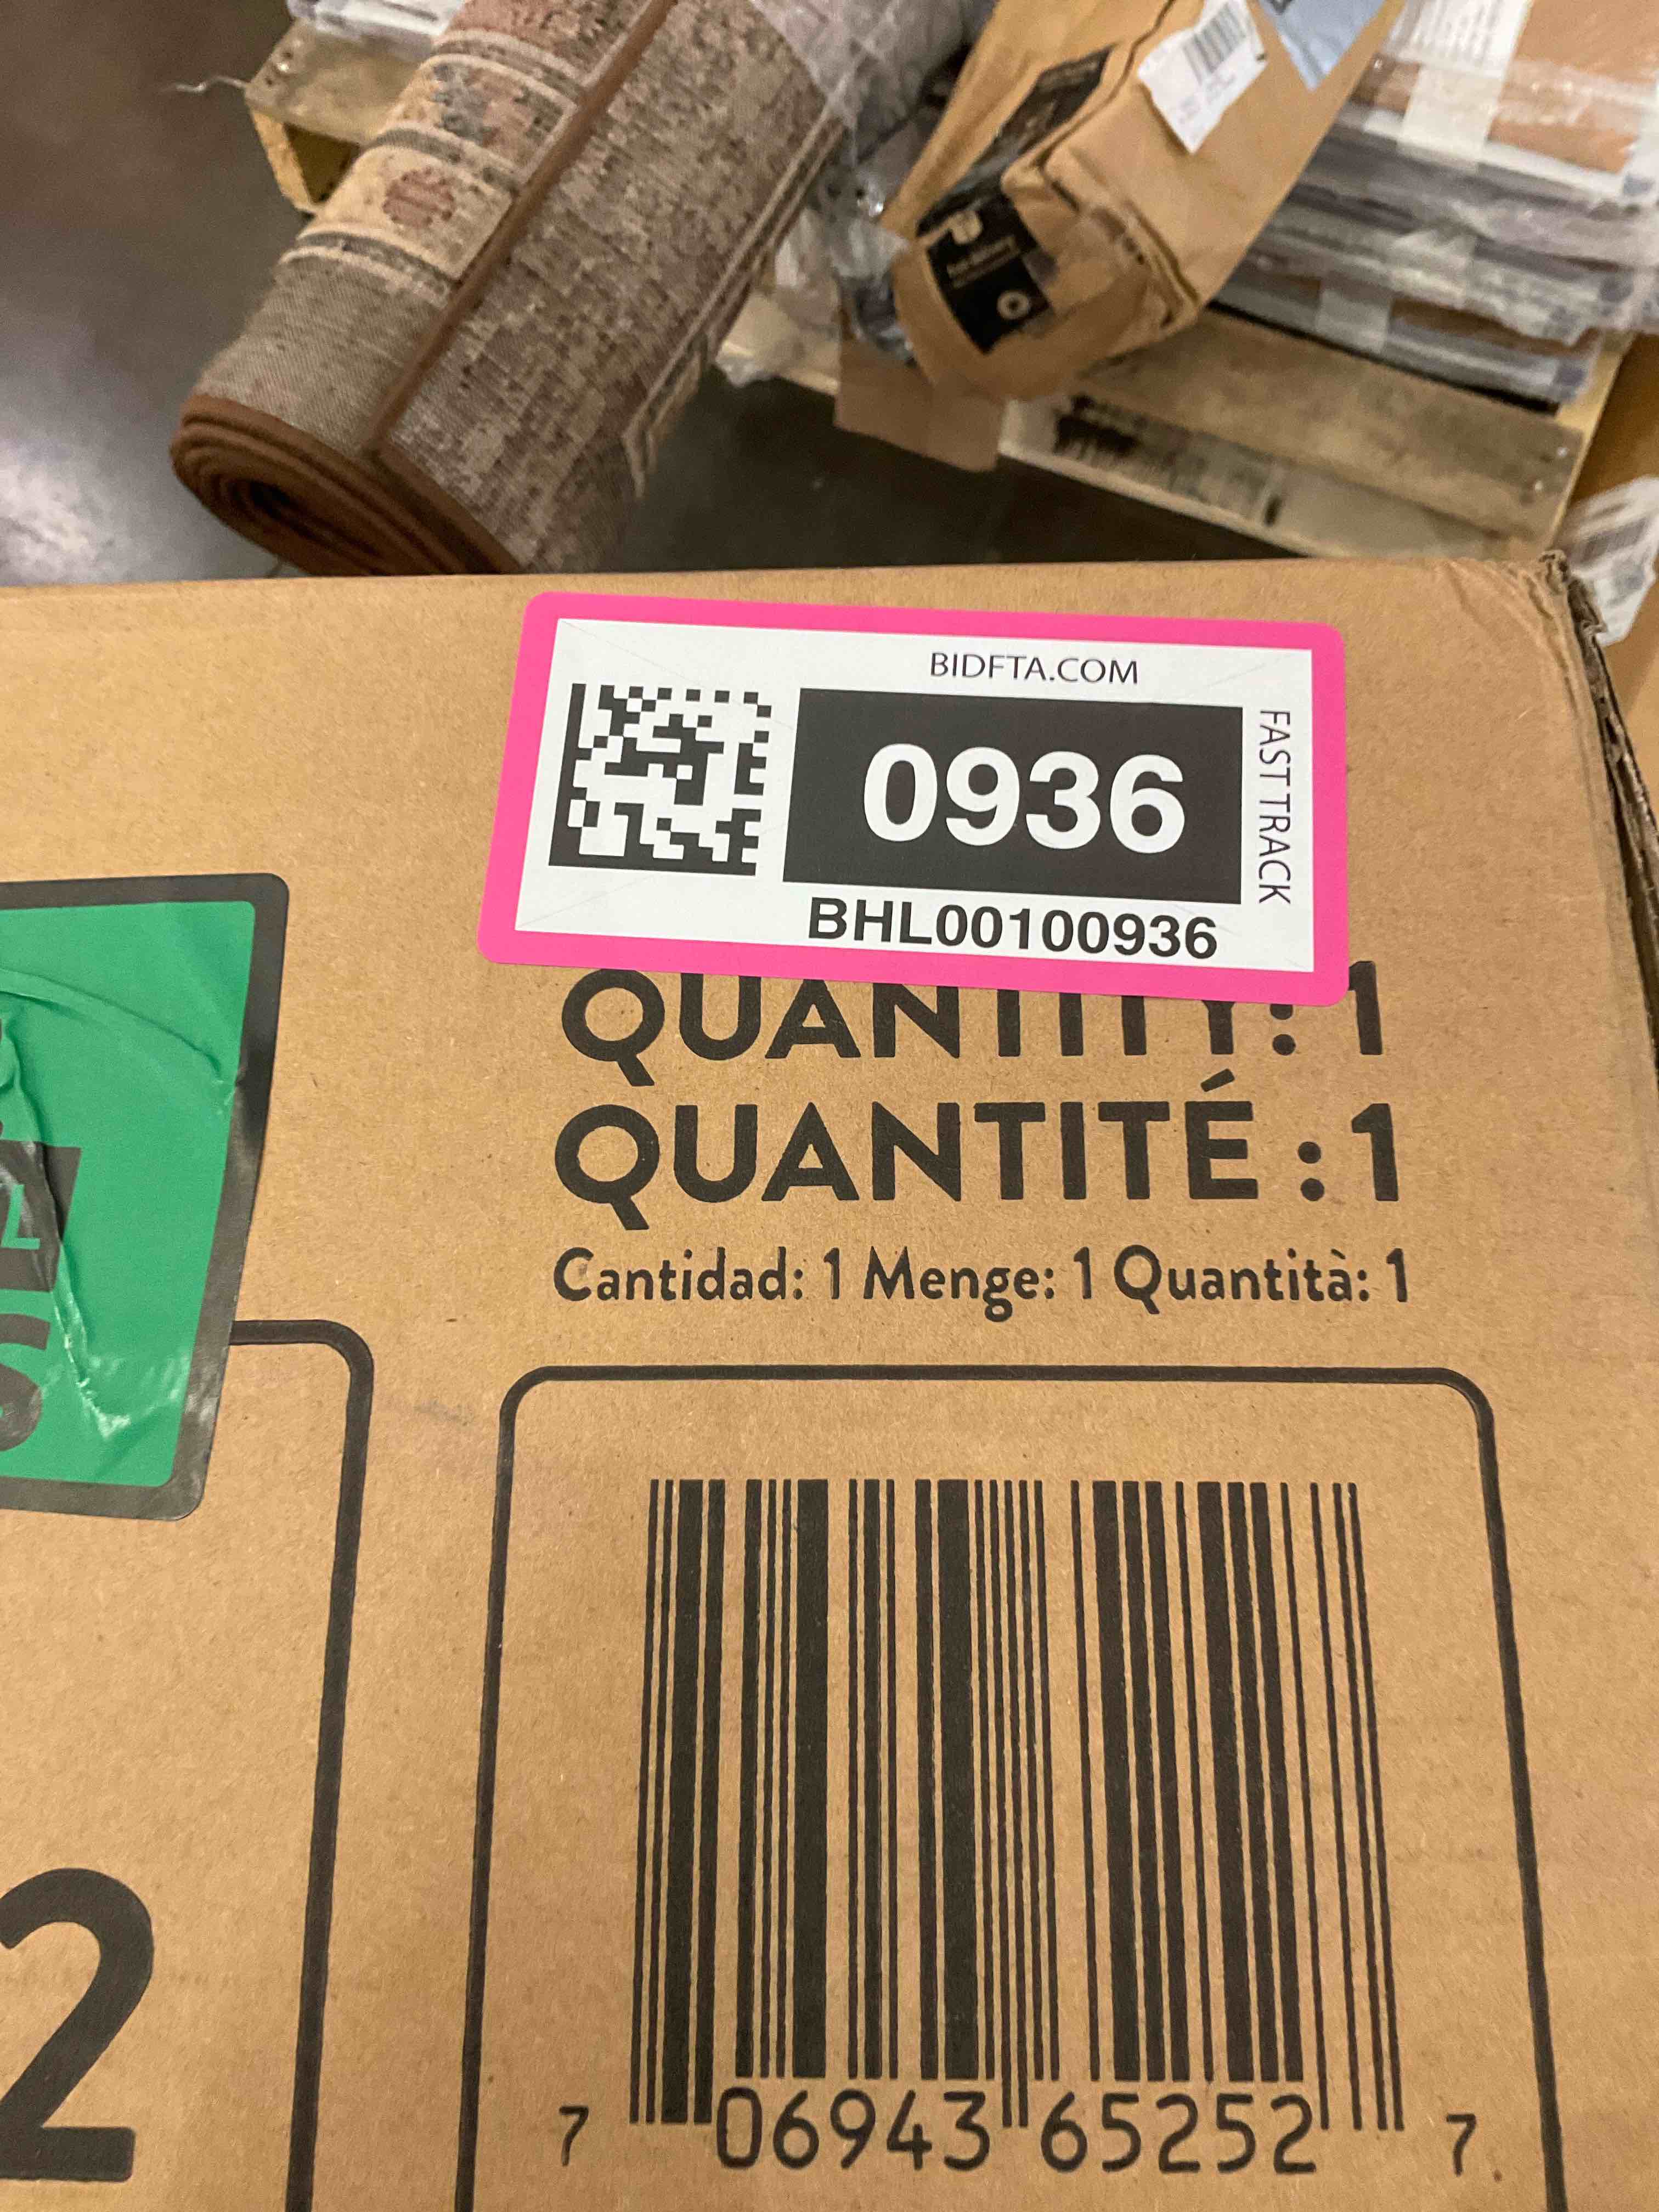 BIDFTA.COM
0936
FAST TRACK
BHL00100936
QUANTITY: 1
QUANTITÉ : 1
Cantidad: 1 Menge: 1 Quantità: 1
L
S
2
7 06943 65252 7